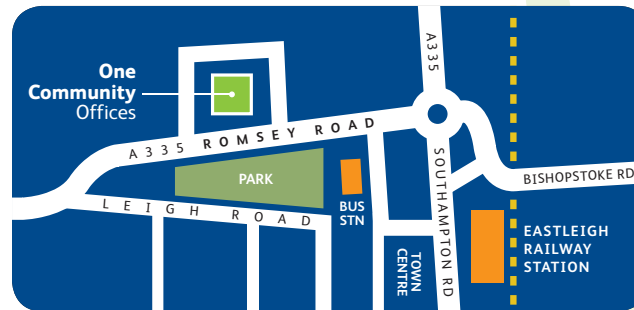 One
Community
Offices
A335
A335 ROMSEY ROAD
PARK
BUS
STN
LEIGH ROAD
SOUTHAMPTON RD
TOWN
CENTRE
BISHOPSTOKE RD
EASTLEIGH
RAILWAY
STATION